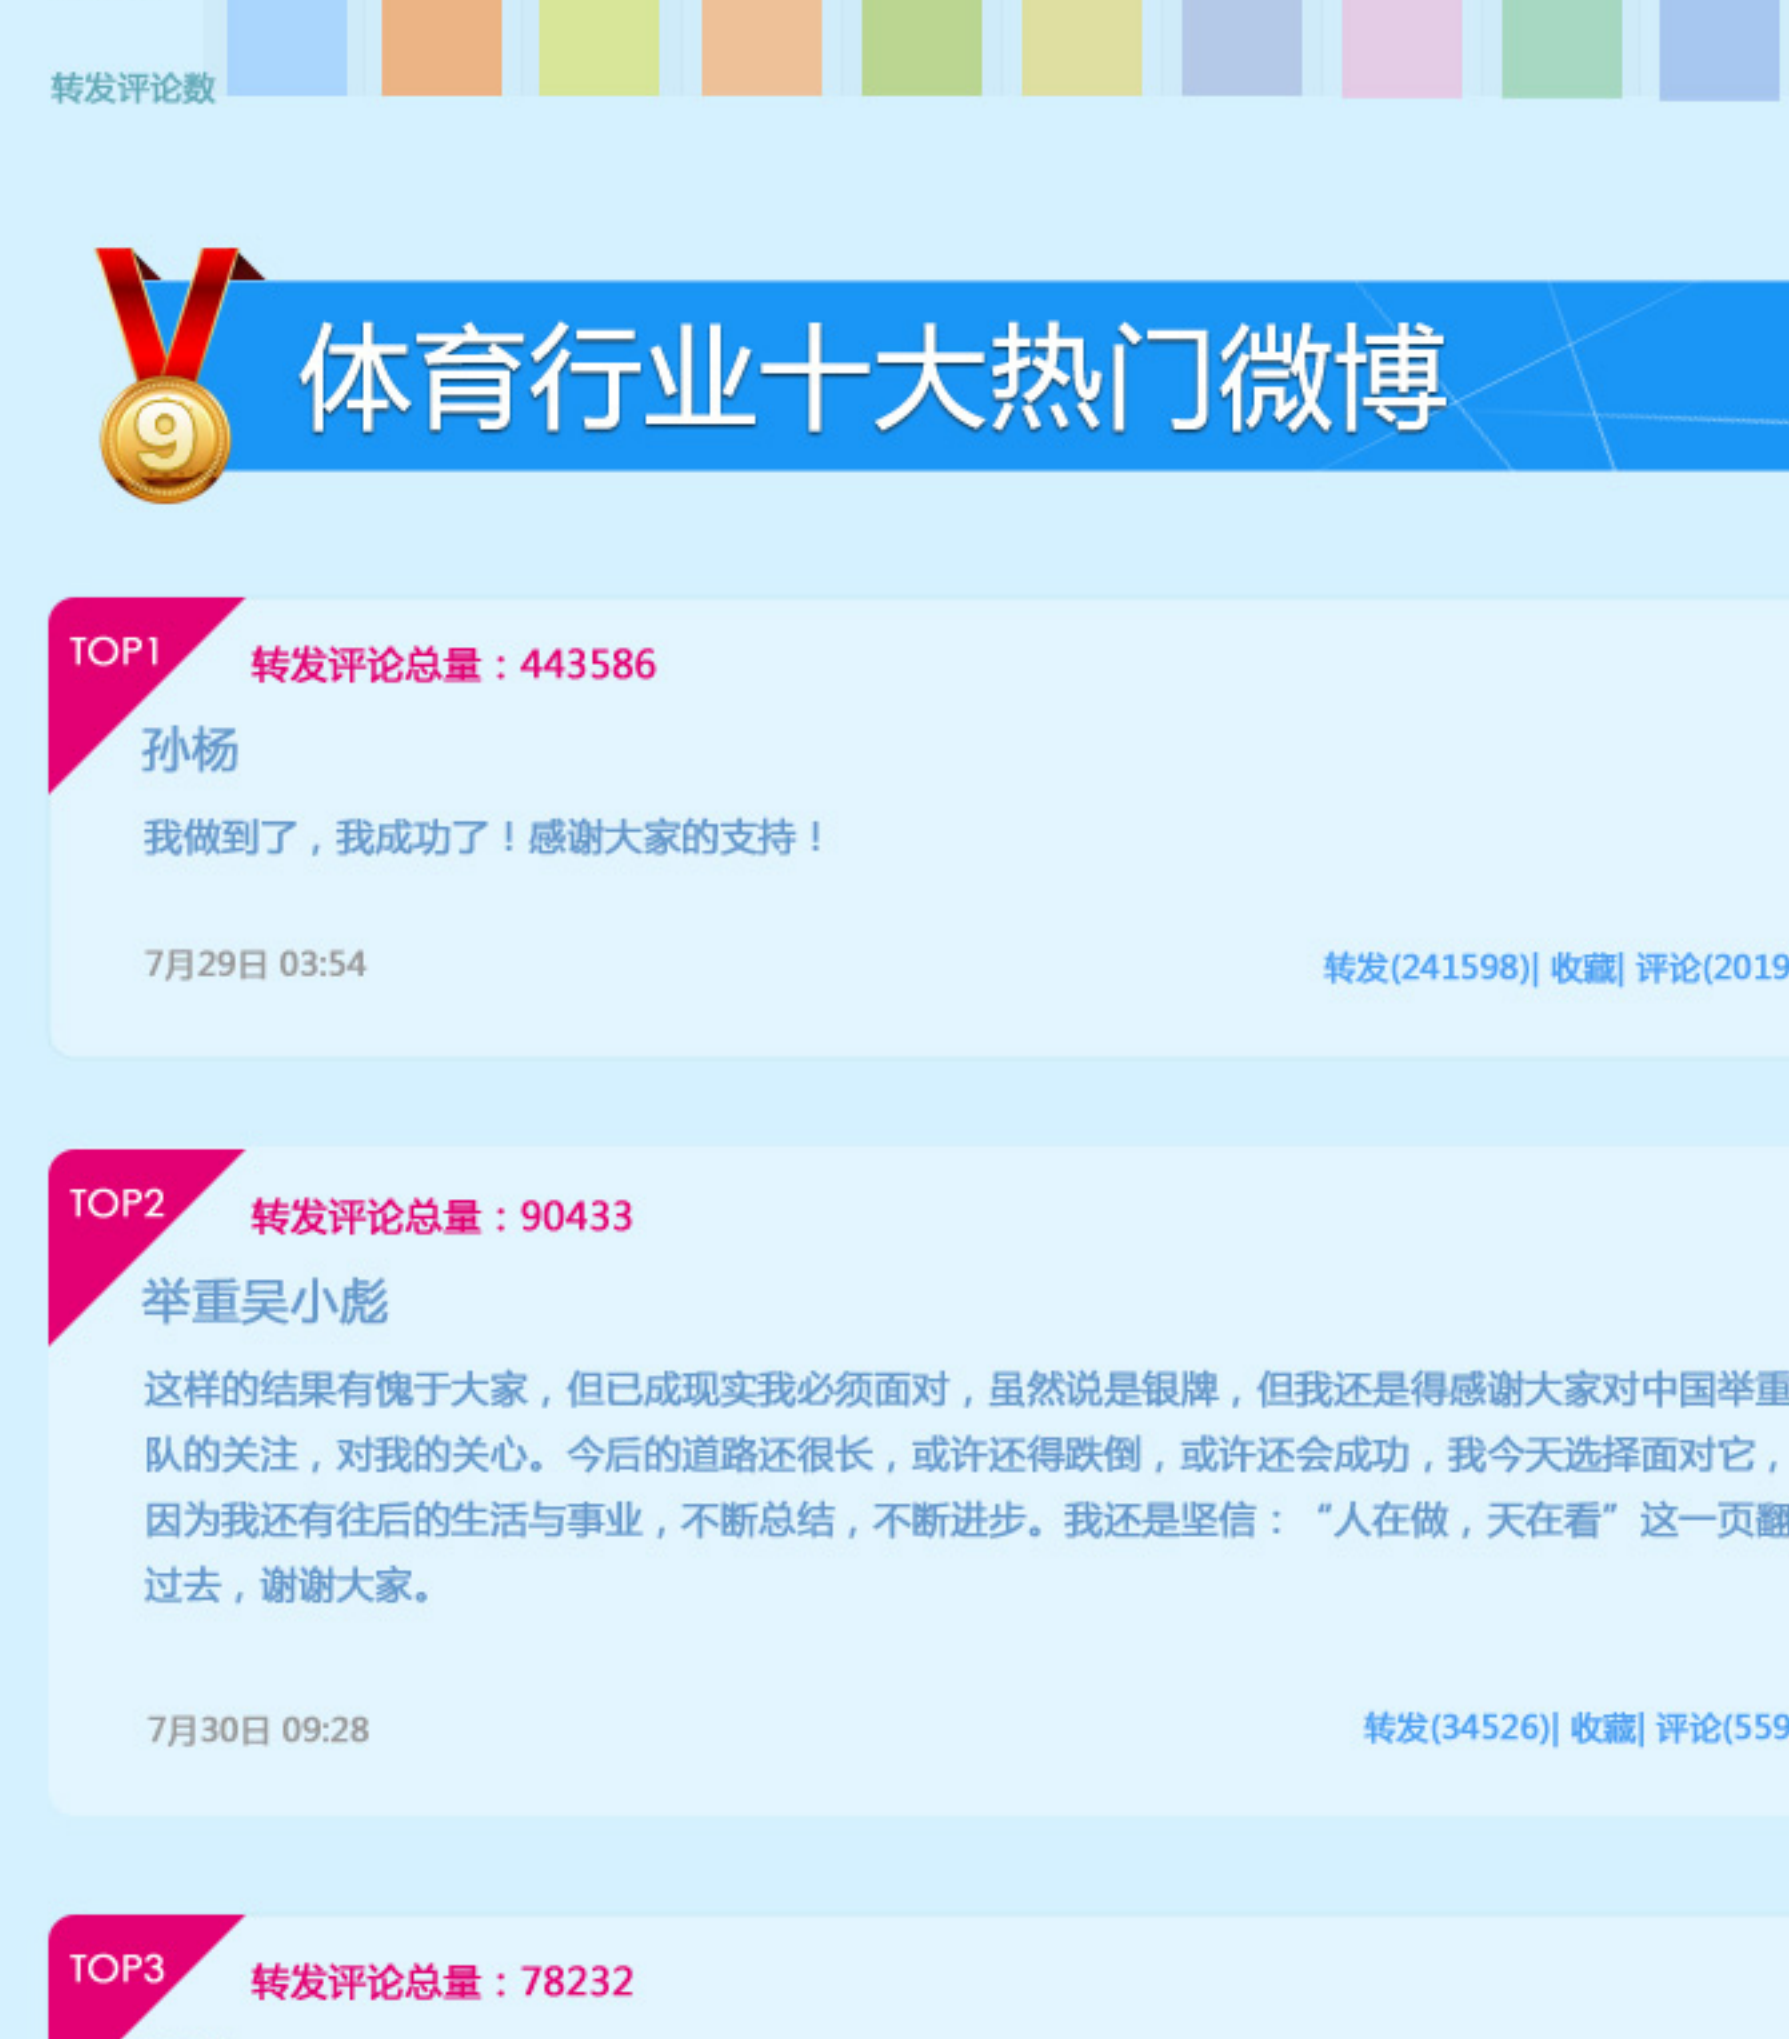 转发评论数
9
体育行业十大热门微博
TOP1
转发评论总量：443586
孙杨
我做到了，我成功了！感谢大家的支持！
7月29日 03:54
转发(241598)| 收藏| 评论(2019
TOP2
转发评论总量：90433
举重吴小彪
这样的结果有愧于大家，但已成现实我必须面对，虽然说是银牌，但我还是得感谢大家对中国举重
队的关注，对我的关心。今后的道路还很长，或许还得跌倒，或许还会成功，我今天选择面对它，
因为我还有往后的生活与事业，不断总结，不断进步。我还是坚信：“人在做，天在看”这一页翻
过去，谢谢大家。
7月30日 09:28
转发(34526)| 收藏| 评论(559
TOP3
转发评论总量：78232